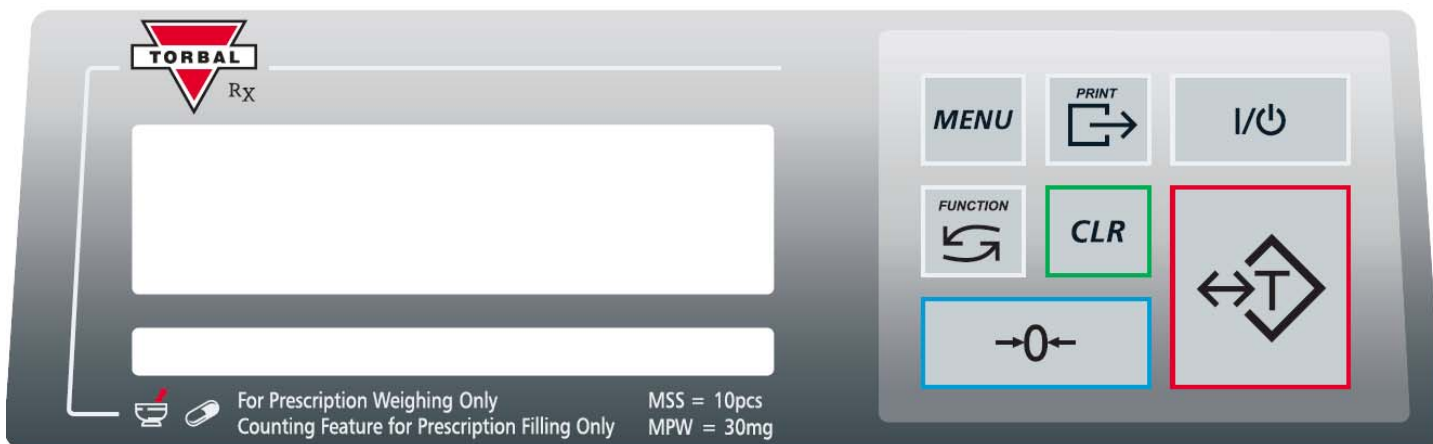 TORBAL
Rx
MENU
PRINT
I/⏻
FUNCTION
CLR
→0←
↔T
For Prescription Weighing Only
MSS = 10pcs
Counting Feature for Prescription Filling Only
MPW = 30mg